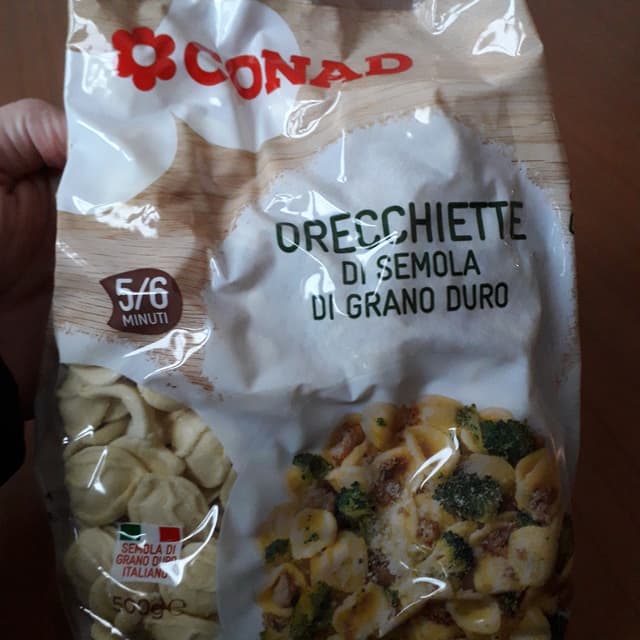 CONAD
ORECCHIETTE
DI SEMOLA
DI GRANO DURO
5/6
MINUTI
SEMOLA DI
GRANO DURO
ITALIANO
500g e